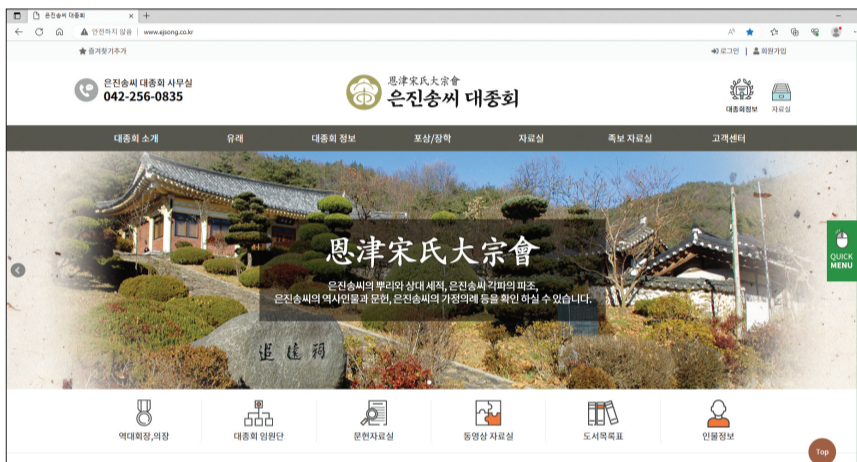 은진송씨 대종회
안전하지 않음 | www.ejsong.co.kr
즐겨찾기추가
로그인 | 회원가입
은진송씨 대종회 사무실
042-256-0835
恩津宋氏大宗會
은진송씨 대종회
대종회정보
자료실
대종회 소개 유래 대종회 정보 포상/장학 자료실 족보 자료실 고객센터
恩津宋氏大宗會
은진송씨의 뿌리와 상대 세적, 은진송씨 각파의 파조,
은진송씨의 역사인물과 문헌, 은진송씨의 가정의례 등을 확인 하실 수 있습니다.
QUICK
MENU
追遠祠
역대회장,의장 대종회 임원단 문헌자료실 동영상 자료실 도서목록표 인물정보
Top